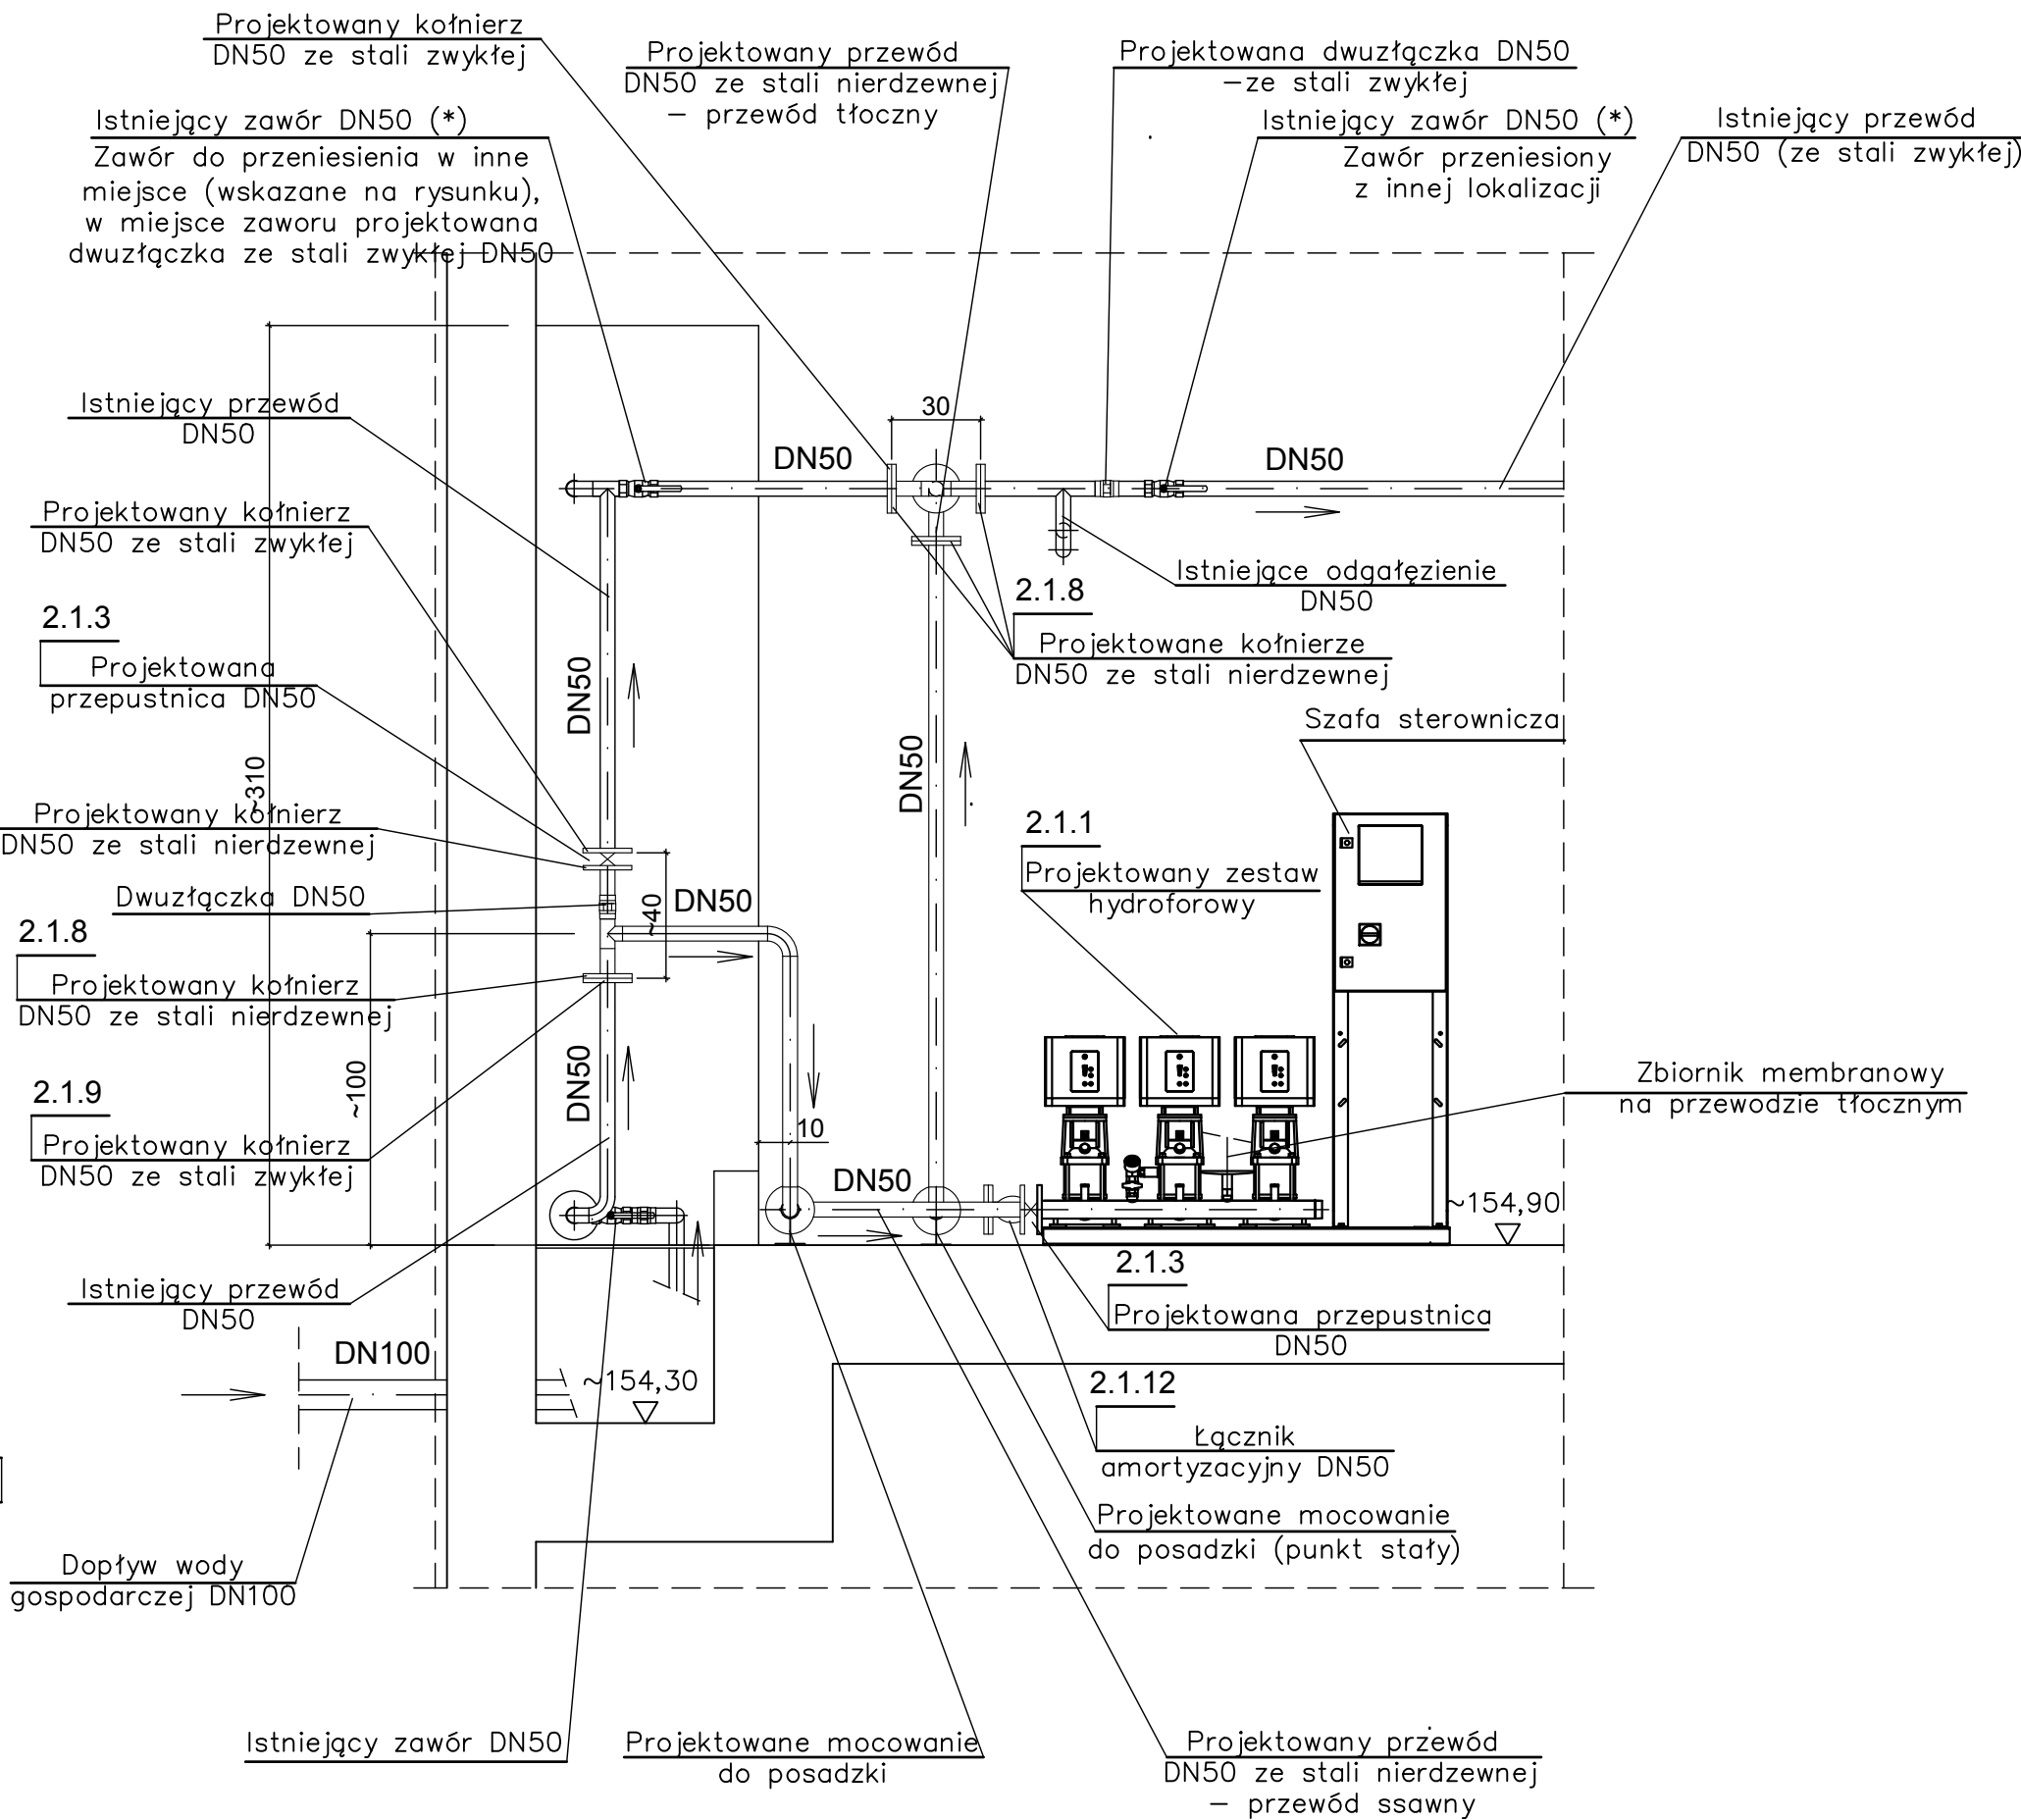 Projektowany kołnierz
DN50 ze stali zwykłej
Projektowany przewód
DN50 ze stali nierdzewnej
– przewód tłoczny
Projektowana dwuzłączka DN50
–ze stali zwykłej
Istniejący zawór DN50 (*)
Zawór do przeniesienia w inne
miejsce (wskazane na rysunku),
w miejsce zaworu projektowana
dwuzłączka ze stali zwykłej DN50
Istniejący zawór DN50 (*)
Zawór przeniesiony
z innej lokalizacji
Istniejący przewód
DN50 (ze stali zwykłej)
Istniejący przewód
DN50
30
DN50
DN50
Projektowany kołnierz
DN50 ze stali zwykłej
Istniejące odgałęzienie
DN50
2.1.8
Projektowane kołnierze
DN50 ze stali nierdzewnej
2.1.3
Projektowana
przepustnica DN50
DN50
DN50
Szafa sterownicza
~310
Projektowany kołnierz
DN50 ze stali nierdzewnej
2.1.1
Projektowany zestaw
hydroforowy
Dwuzłączka DN50
~40
DN50
2.1.8
Projektowany kołnierz
DN50 ze stali nierdzewnej
~100
DN50
2.1.9
Projektowany kołnierz
DN50 ze stali zwykłej
10
Zbiornik membranowy
na przewodzie tłocznym
DN50
~154,90
Istniejący przewód
DN50
2.1.3
Projektowana przepustnica
DN50
DN100
~154,30
2.1.12
Łącznik
amortyzacyjny DN50
Projektowane mocowanie
do posadzki (punkt stały)
Dopływ wody
gospodarczej DN100
Istniejący zawór DN50
Projektowane mocowanie
do posadzki
Projektowany przewód
DN50 ze stali nierdzewnej
– przewód ssawny